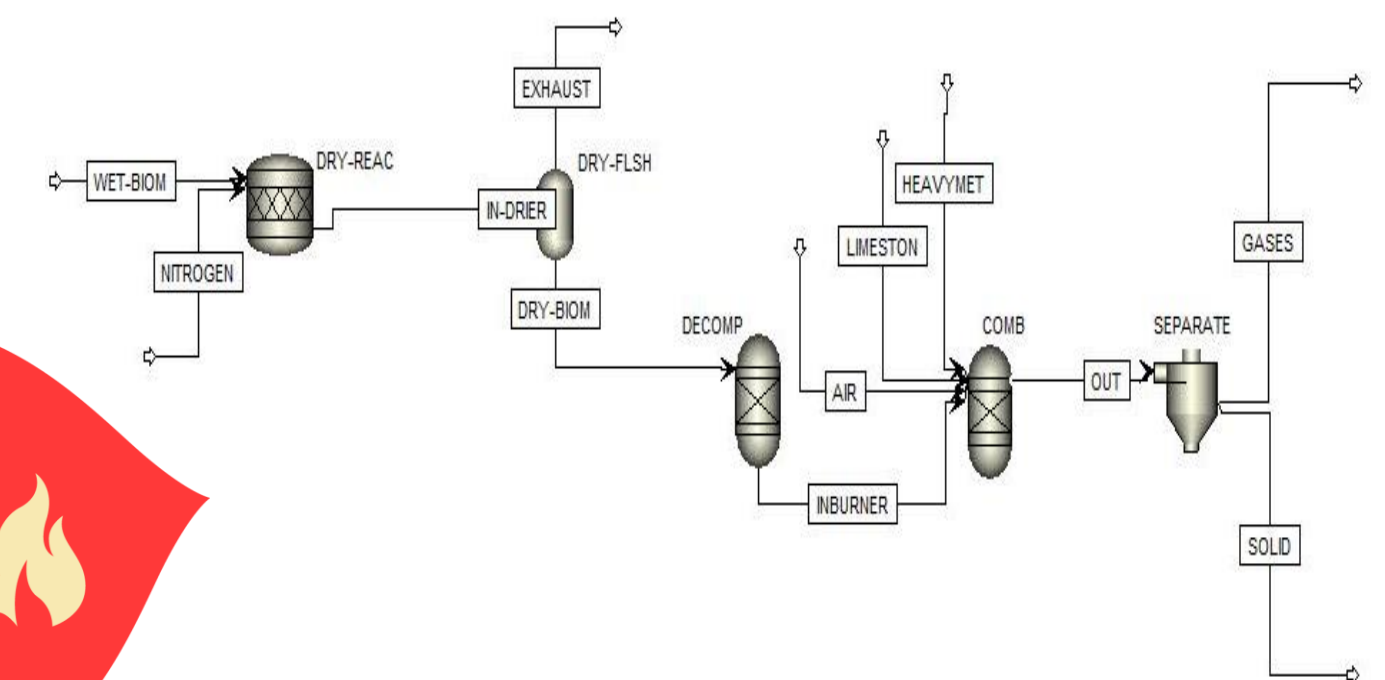 EXHAUST
DRY-REAC
DRY-FLSH
WET-BIOM
HEAVYMET
IN-DRIER
LIMESTON
GASES
NITROGEN
DRY-BIOM
DECOMP
COMB
SEPARATE
AIR
OUT
INBURNER
SOLID